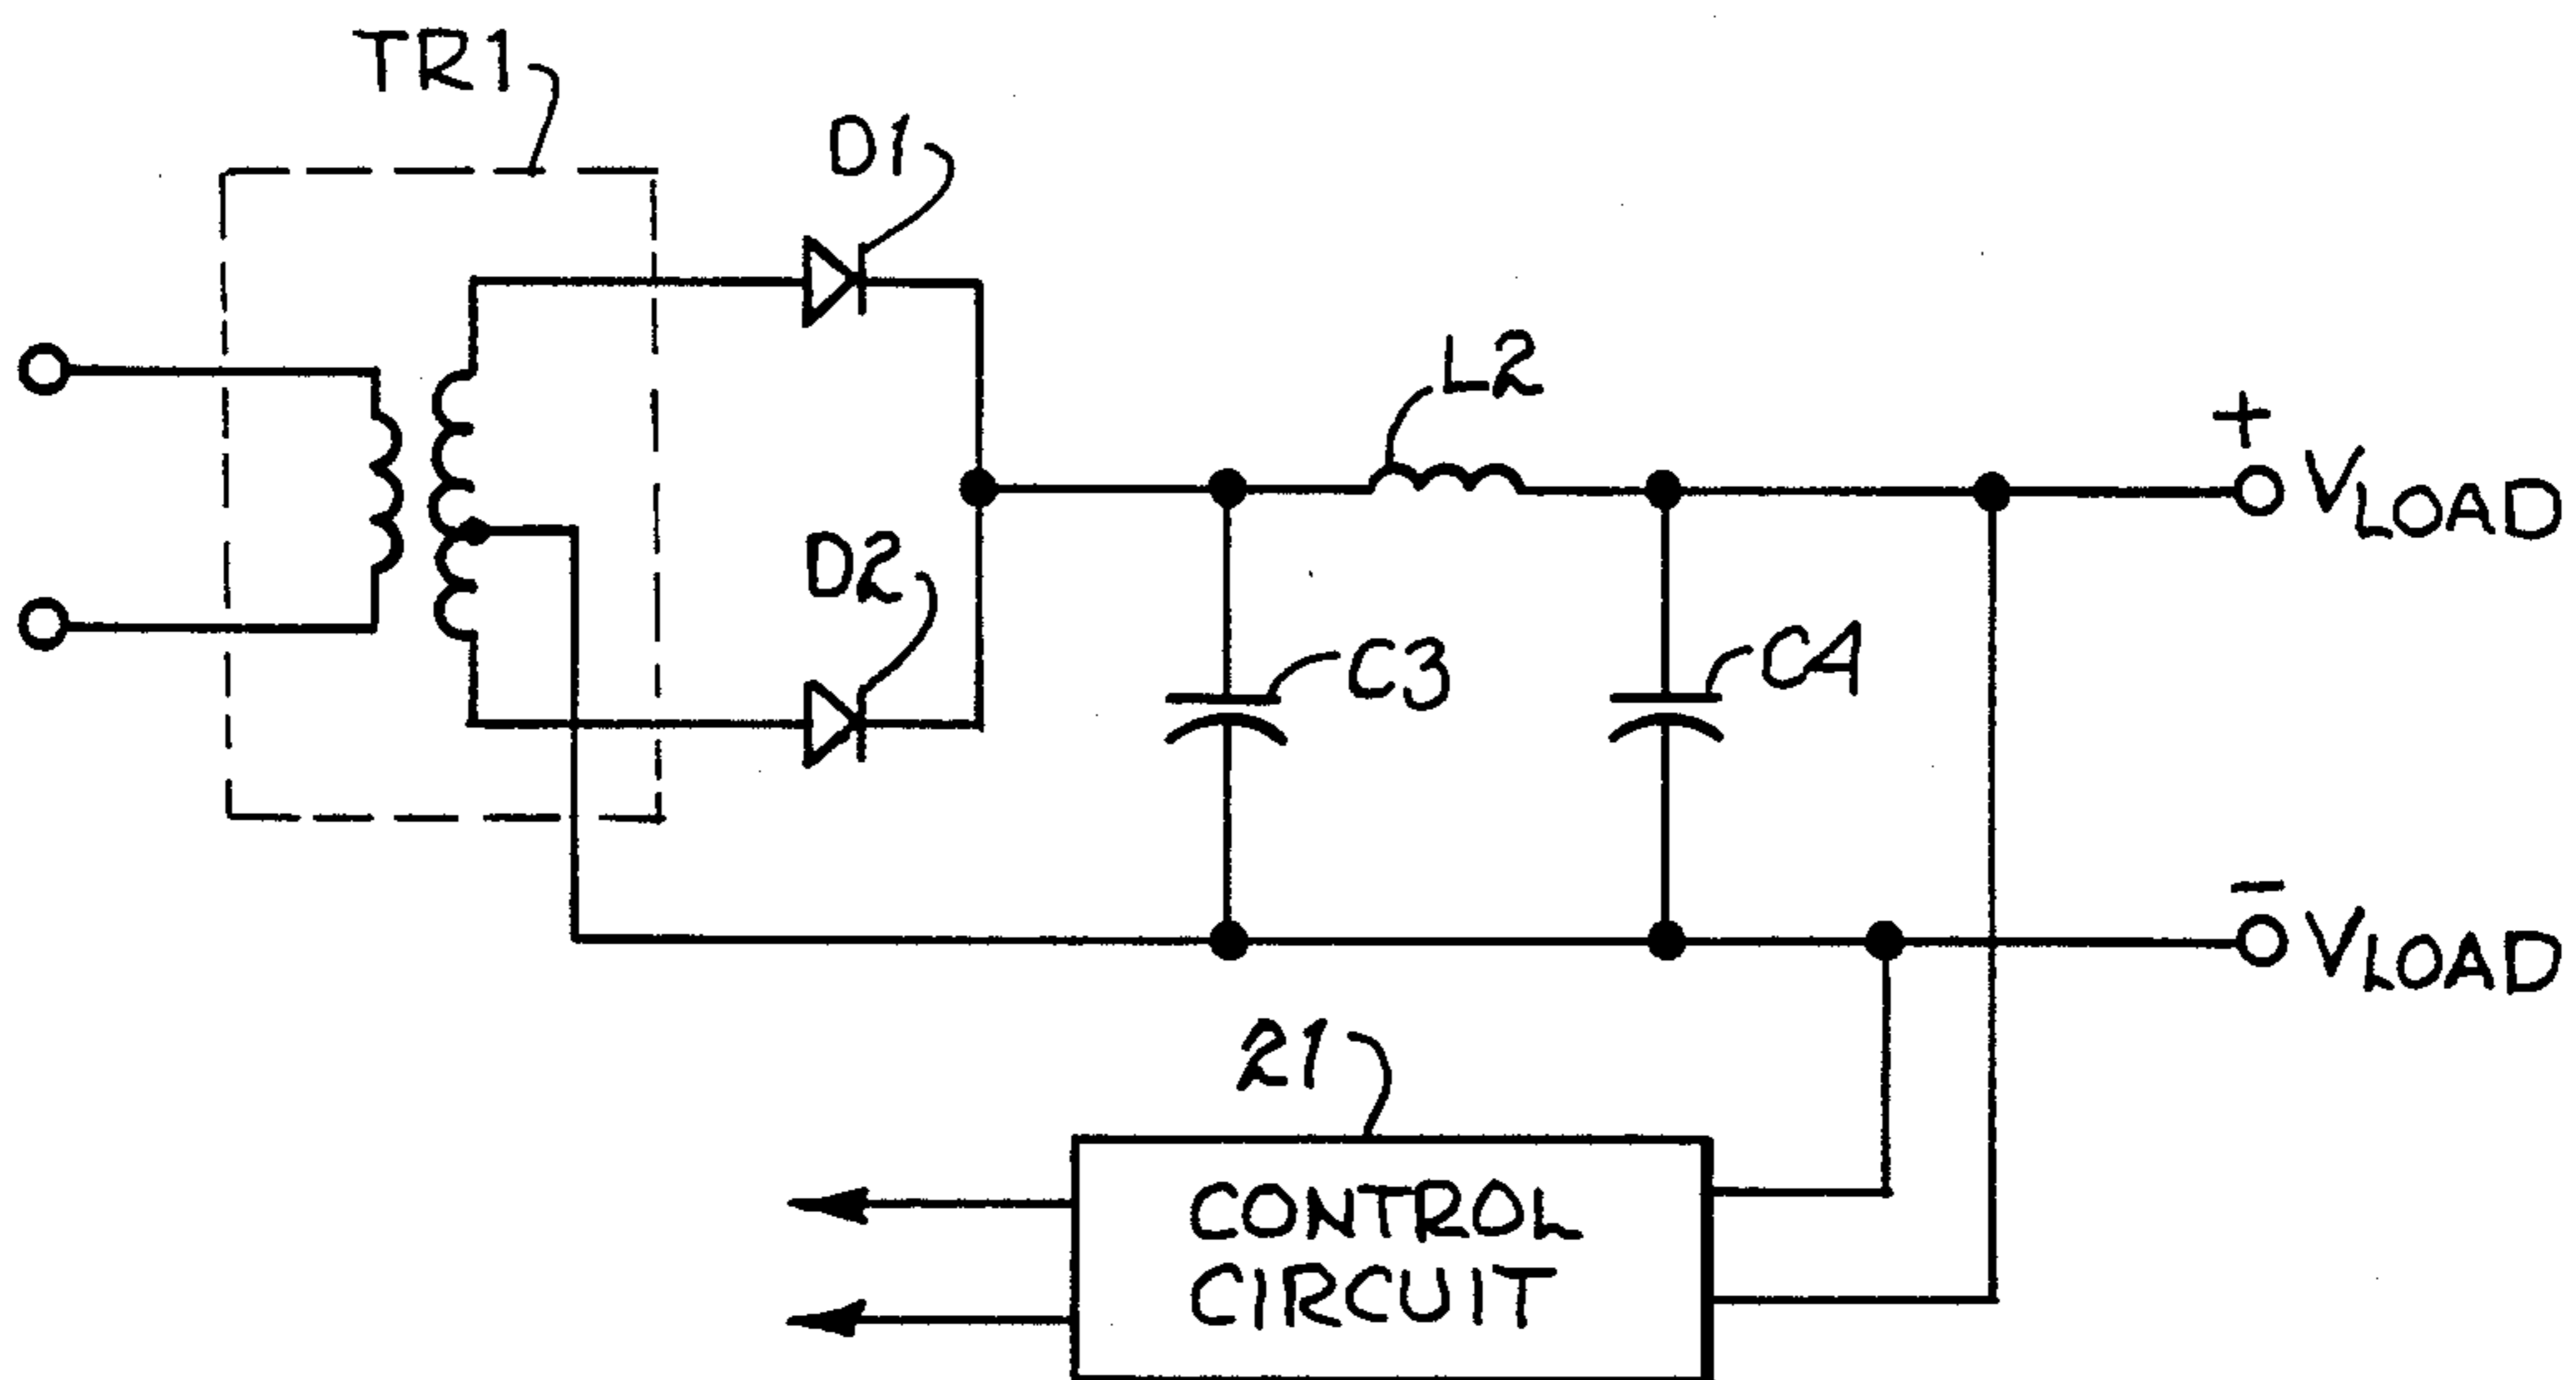 TR1
D1
L2
+
VLOAD
D2
C3
C4
–
VLOAD
21
CONTROL
CIRCUIT